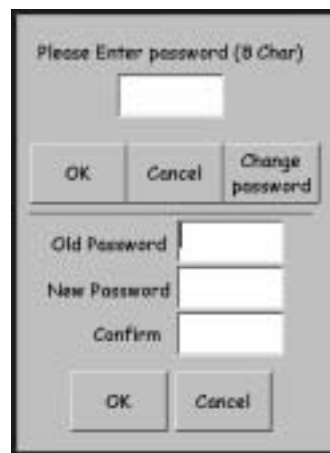 Please Enter password (8 Char)
OK Cancel Change password
Old Password
New Password
Confirm
OK Cancel